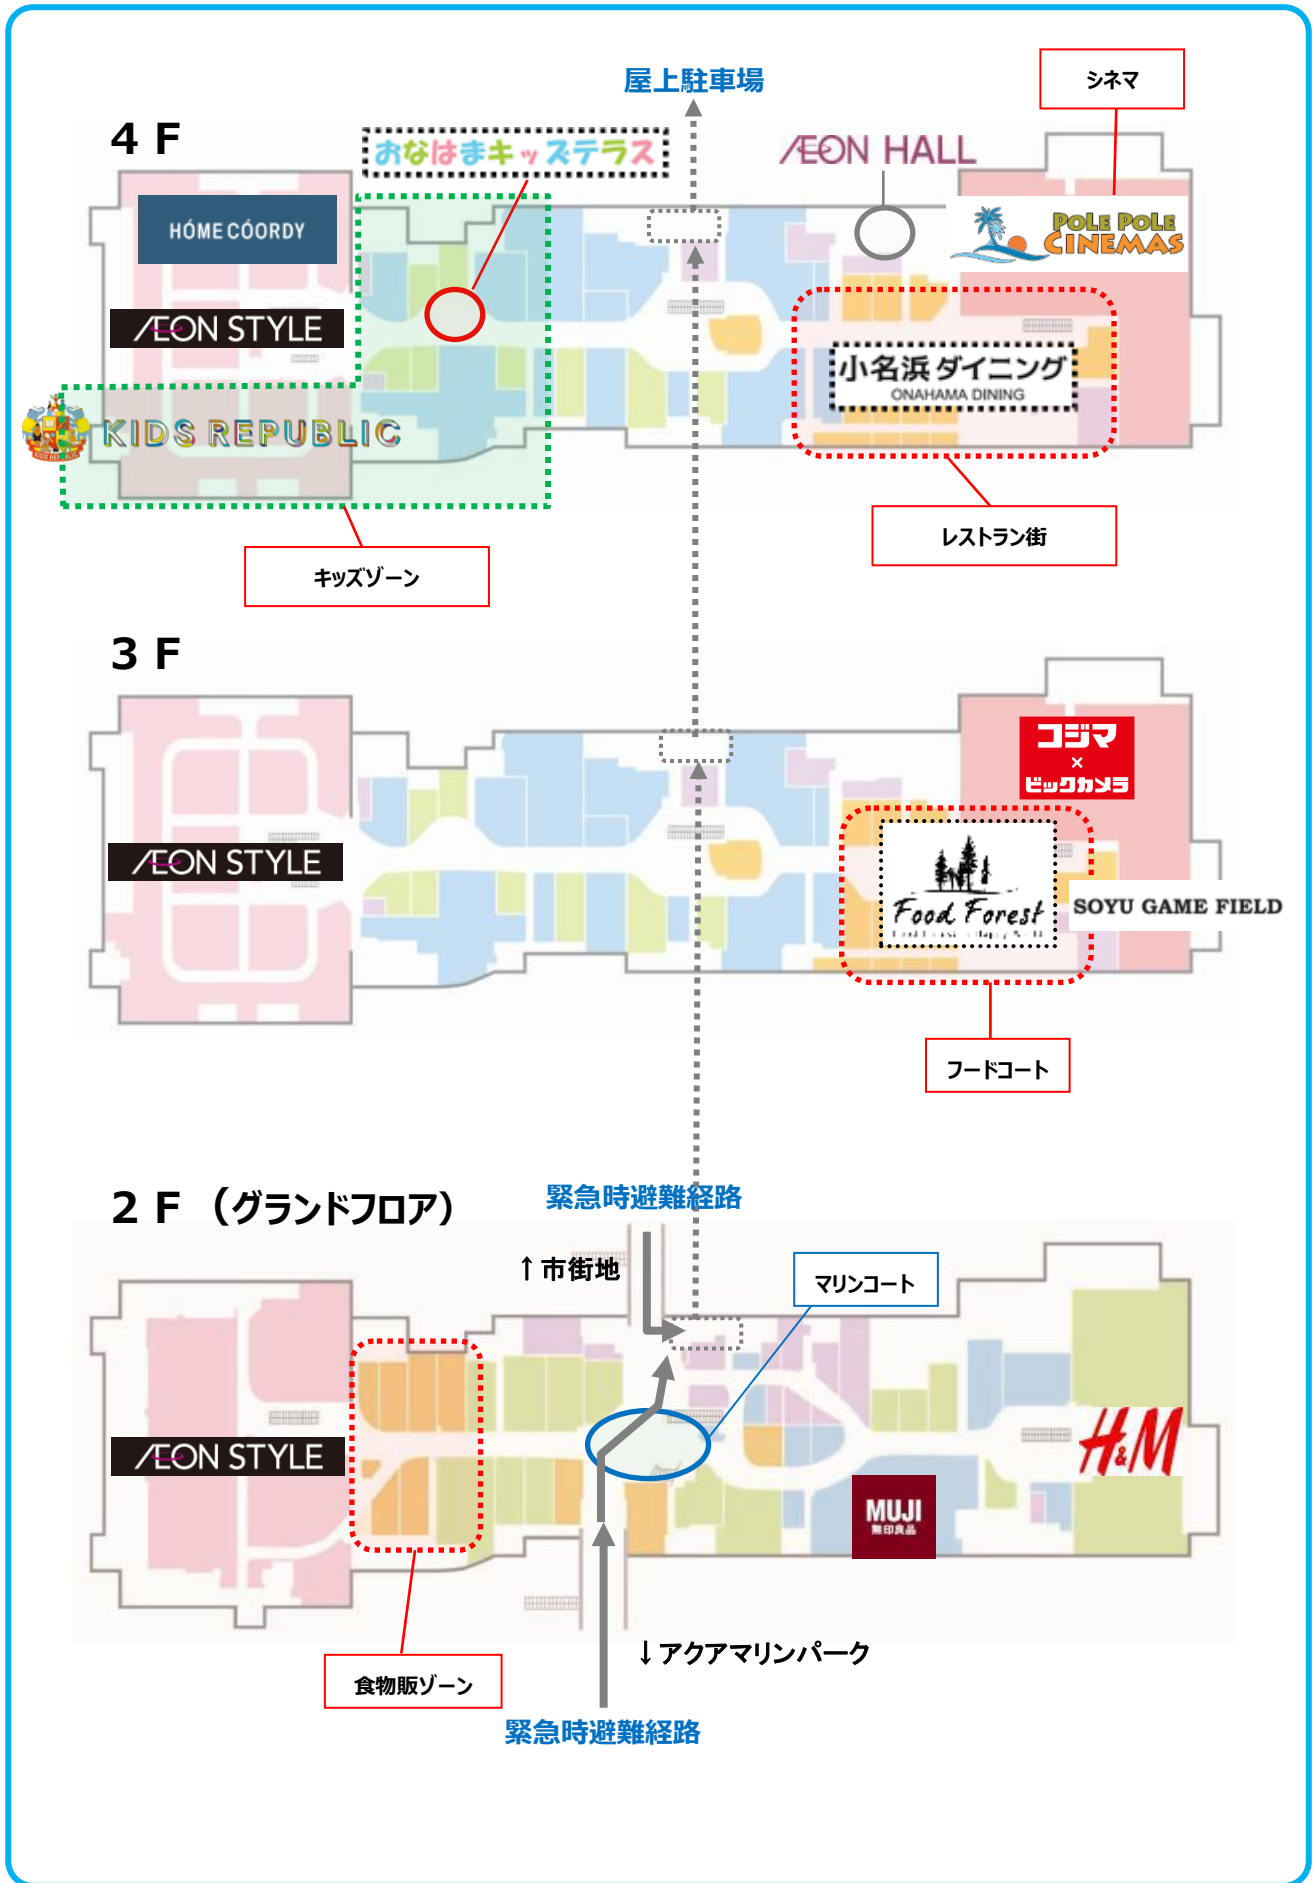 屋上駐車場
シネマ
4 F
おなはまキッズテラス
ÆON HALL
HÓME CÓORDY
POLE POLE
CINEMAS
ÆON STYLE
小名浜 ダイニング
ONAHAMA DINING
KIDS REPUBLIC
KIDS REPUBLIC
レストラン街
キッズゾーン
3 F
コジマ
×
ビックカメラ
ÆON STYLE
Food Forest
SOYU GAME FIELD
フードコート
2 F （グランドフロア）
緊急時避難経路
↑市街地
マリンコート
ÆON STYLE
H&M
MUJI
無印良品
↓アクアマリンパーク
食物販ゾーン
緊急時避難経路